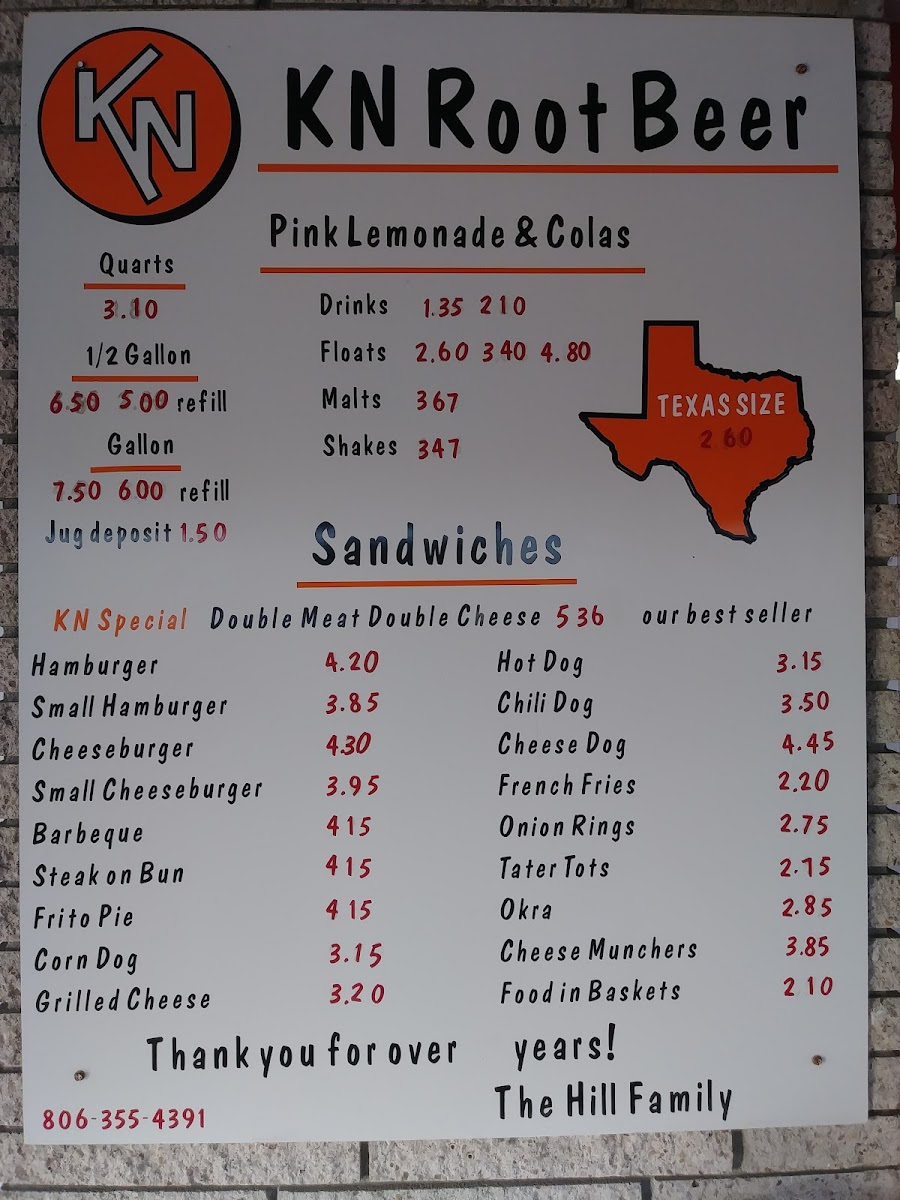 KN
KN Root Beer
Pink Lemonade & Colas
Quarts
3.10
1/2 Gallon
6.50 5.00 refill
Gallon
7.50 600 refill
Jug deposit 1.50
Drinks 1.35 210
Floats 2.60 340 4.80
Malts 367
Shakes 347
TEXAS SIZE
2 60
Sandwiches
KN Special Double Meat Double Cheese 536 our best seller
Hamburger 4.20
Small Hamburger 3.85
Cheeseburger 4.30
Small Cheeseburger 3.95
Barbeque 415
Steak on Bun 415
Frito Pie 415
Corn Dog 3.15
Grilled Cheese 3.20
Hot Dog 3.15
Chili Dog 3.50
Cheese Dog 4.45
French Fries 2.20
Onion Rings 2.75
Tater Tots 2.75
Okra 2.85
Cheese Munchers 3.85
Food in Baskets 210
Thank you for over years!
The Hill Family
806-355-4391